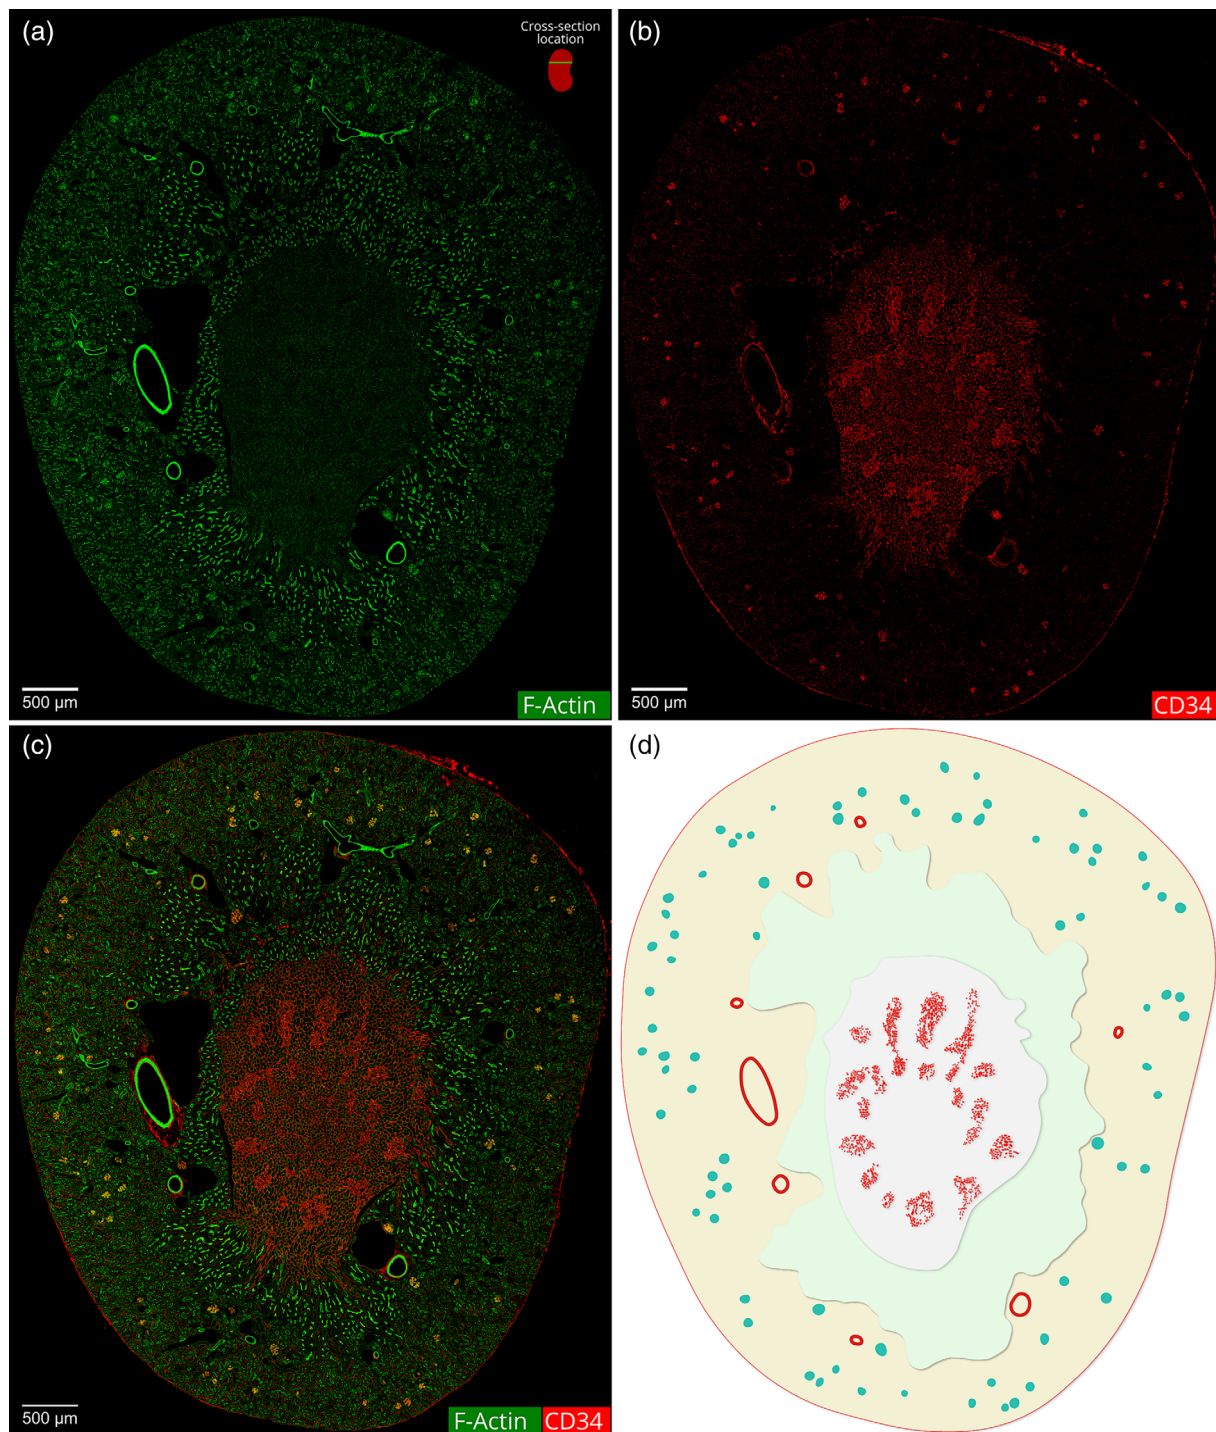 (a)
Cross-section
location
500 µm
F-Actin
(b)
500 µm
CD34
(c)
500 µm
F-Actin CD34
(d)